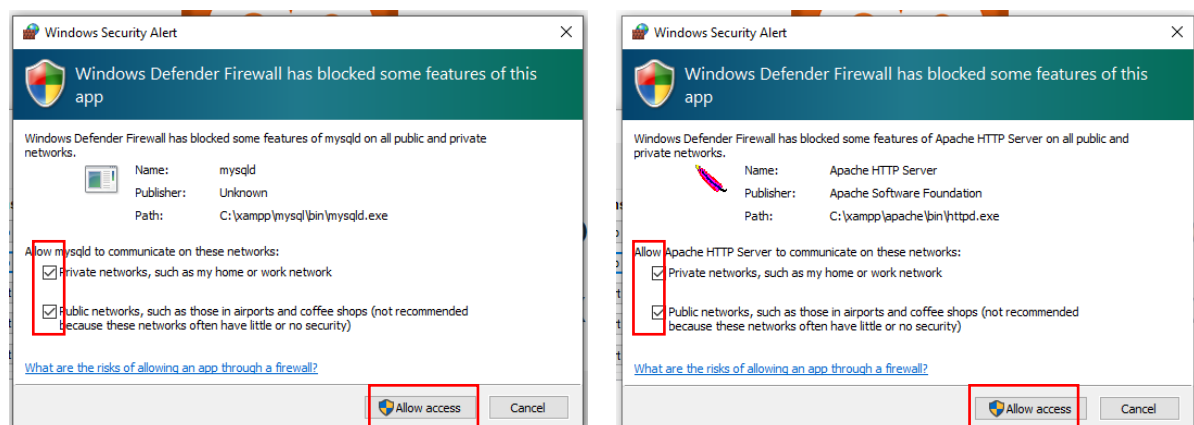 Windows Security Alert
Windows Defender Firewall has blocked some features of this
app
Windows Defender Firewall has blocked some features of mysqld on all public and private
networks.
Name: mysqld
Publisher: Unknown
Path: C:\xampp\mysql\bin\mysqld.exe
Allow mysqld to communicate on these networks:
Private networks, such as my home or work network
Public networks, such as those in airports and coffee shops (not recommended
because these networks often have little or no security)
What are the risks of allowing an app through a firewall?
Allow access Cancel
Windows Security Alert
Windows Defender Firewall has blocked some features of this
app
Windows Defender Firewall has blocked some features of Apache HTTP Server on all public and
private networks.
Name: Apache HTTP Server
Publisher: Apache Software Foundation
Path: C:\xampp\apache\bin\httpd.exe
Allow Apache HTTP Server to communicate on these networks:
Private networks, such as my home or work network
Public networks, such as those in airports and coffee shops (not recommended
because these networks often have little or no security)
What are the risks of allowing an app through a firewall?
Allow access Cancel